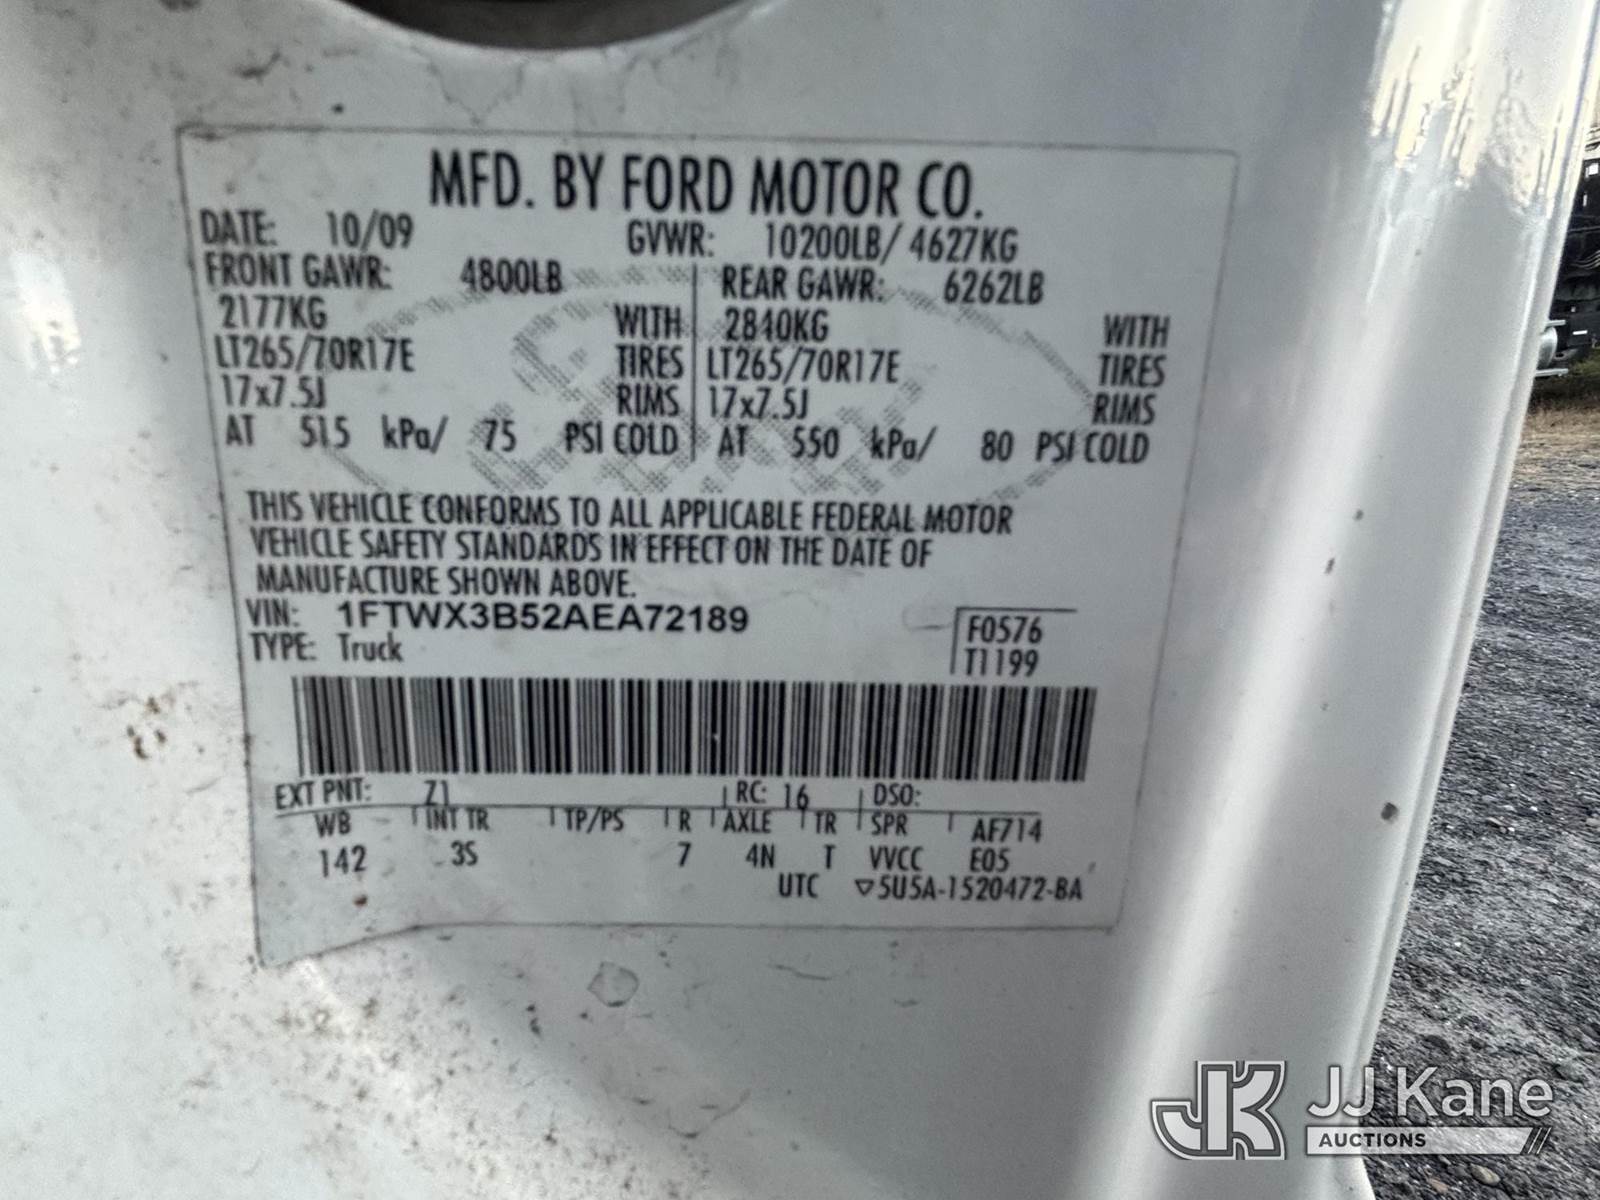 MFD. BY FORD MOTOR CO.
DATE: 10/09 GVWR: 10200LB/ 4627KG
FRONT GAWR: 4800LB REAR GAWR: 6262LB
2177KG WITH 2840KG WITH
LT265/70R17E TIRES LT265/70R17E TIRES
17x7.5J RIMS 17x7.5J RIMS
AT 515 kPa/ 75 PSI COLD AT 550 kPa/ 80 PSI COLD
THIS VEHICLE CONFORMS TO ALL APPLICABLE FEDERAL MOTOR
VEHICLE SAFETY STANDARDS IN EFFECT ON THE DATE OF
MANUFACTURE SHOWN ABOVE.
VIN: 1FTWX3B52AEA72189 F0576
TYPE: Truck T1199
EXT PNT: Z1 RC: 16 DSO:
WB INT TR TP/PS R AXLE TR SPR AF714
142 3S 7 4N T VVCC E05
UTC ▽5U5A-1520472-BA
JK JJ Kane
AUCTIONS